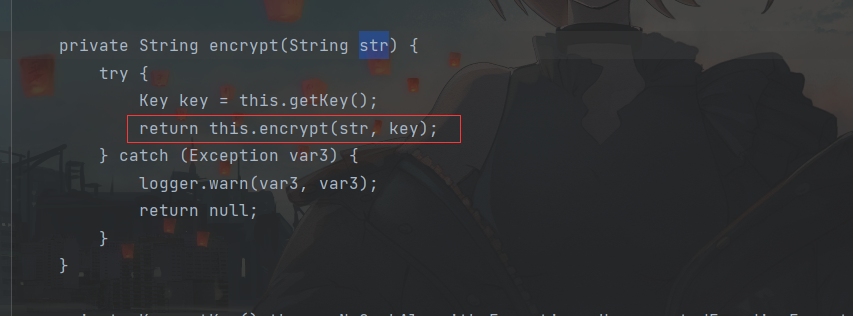 private String encrypt(String str) {
try {
Key key = this.getKey();
return this.encrypt(str, key);
} catch (Exception var3) {
logger.warn(var3, var3);
return null;
}
}